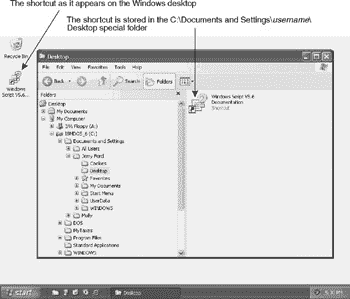 The shortcut as it appears on the Windows desktop
The shortcut is stored in the C:\Documents and Settings\username\
Desktop special folder
Recycle Bin
Windows
Script V5.6...
Desktop
File Edit View Favorites Tools Help
Back Search Folders
Folders
Desktop
My Documents
My Computer
3½ Floppy (A:)
Documents and Settings
All Users
Jerry Ford
Cookies
Desktop
Favorites
My Documents
Start Menu
UserData
WINDOWS
Molly
DOS
Program Files
Standard Applications
WINDOWS
Windows Script V5.6
Documentation
Shortcut
start
Desktop